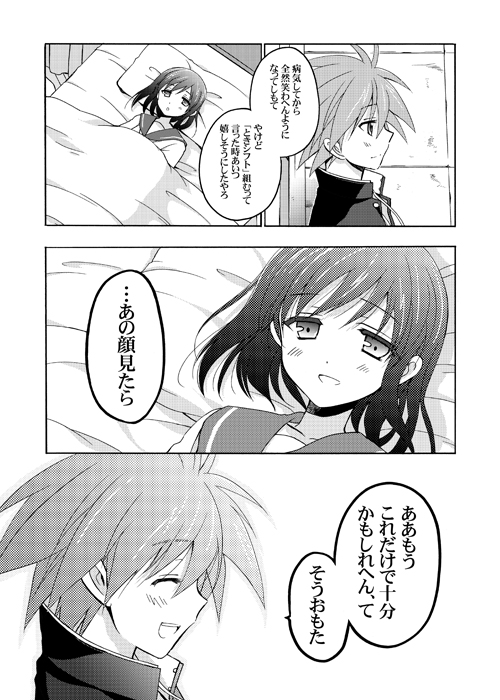 病気してから
全然笑わへんように
なってしもて
やけど
「ときシフト」組むって
言った時あいつ
嬉しそうにしたやろ
…あの顔見たら
ああもう
これだけで十分
かもしれへん、て
そうおもた